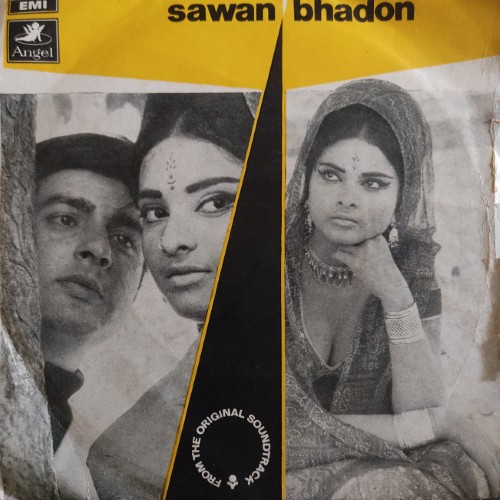 EMI
Angel
sawan bhadon
FROM THE ORIGINAL SOUNDTRACK